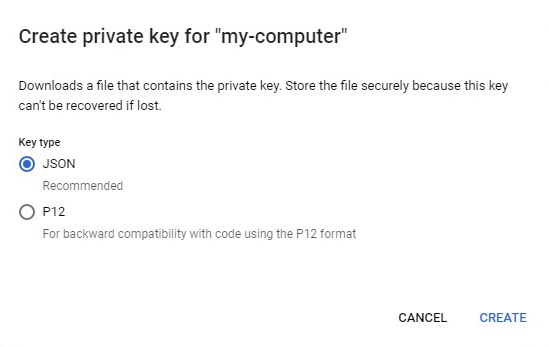 Create private key for "my-computer"
Downloads a file that contains the private key. Store the file securely because this key
can't be recovered if lost.
Key type
JSON
Recommended
P12
For backward compatibility with code using the P12 format
CANCEL CREATE